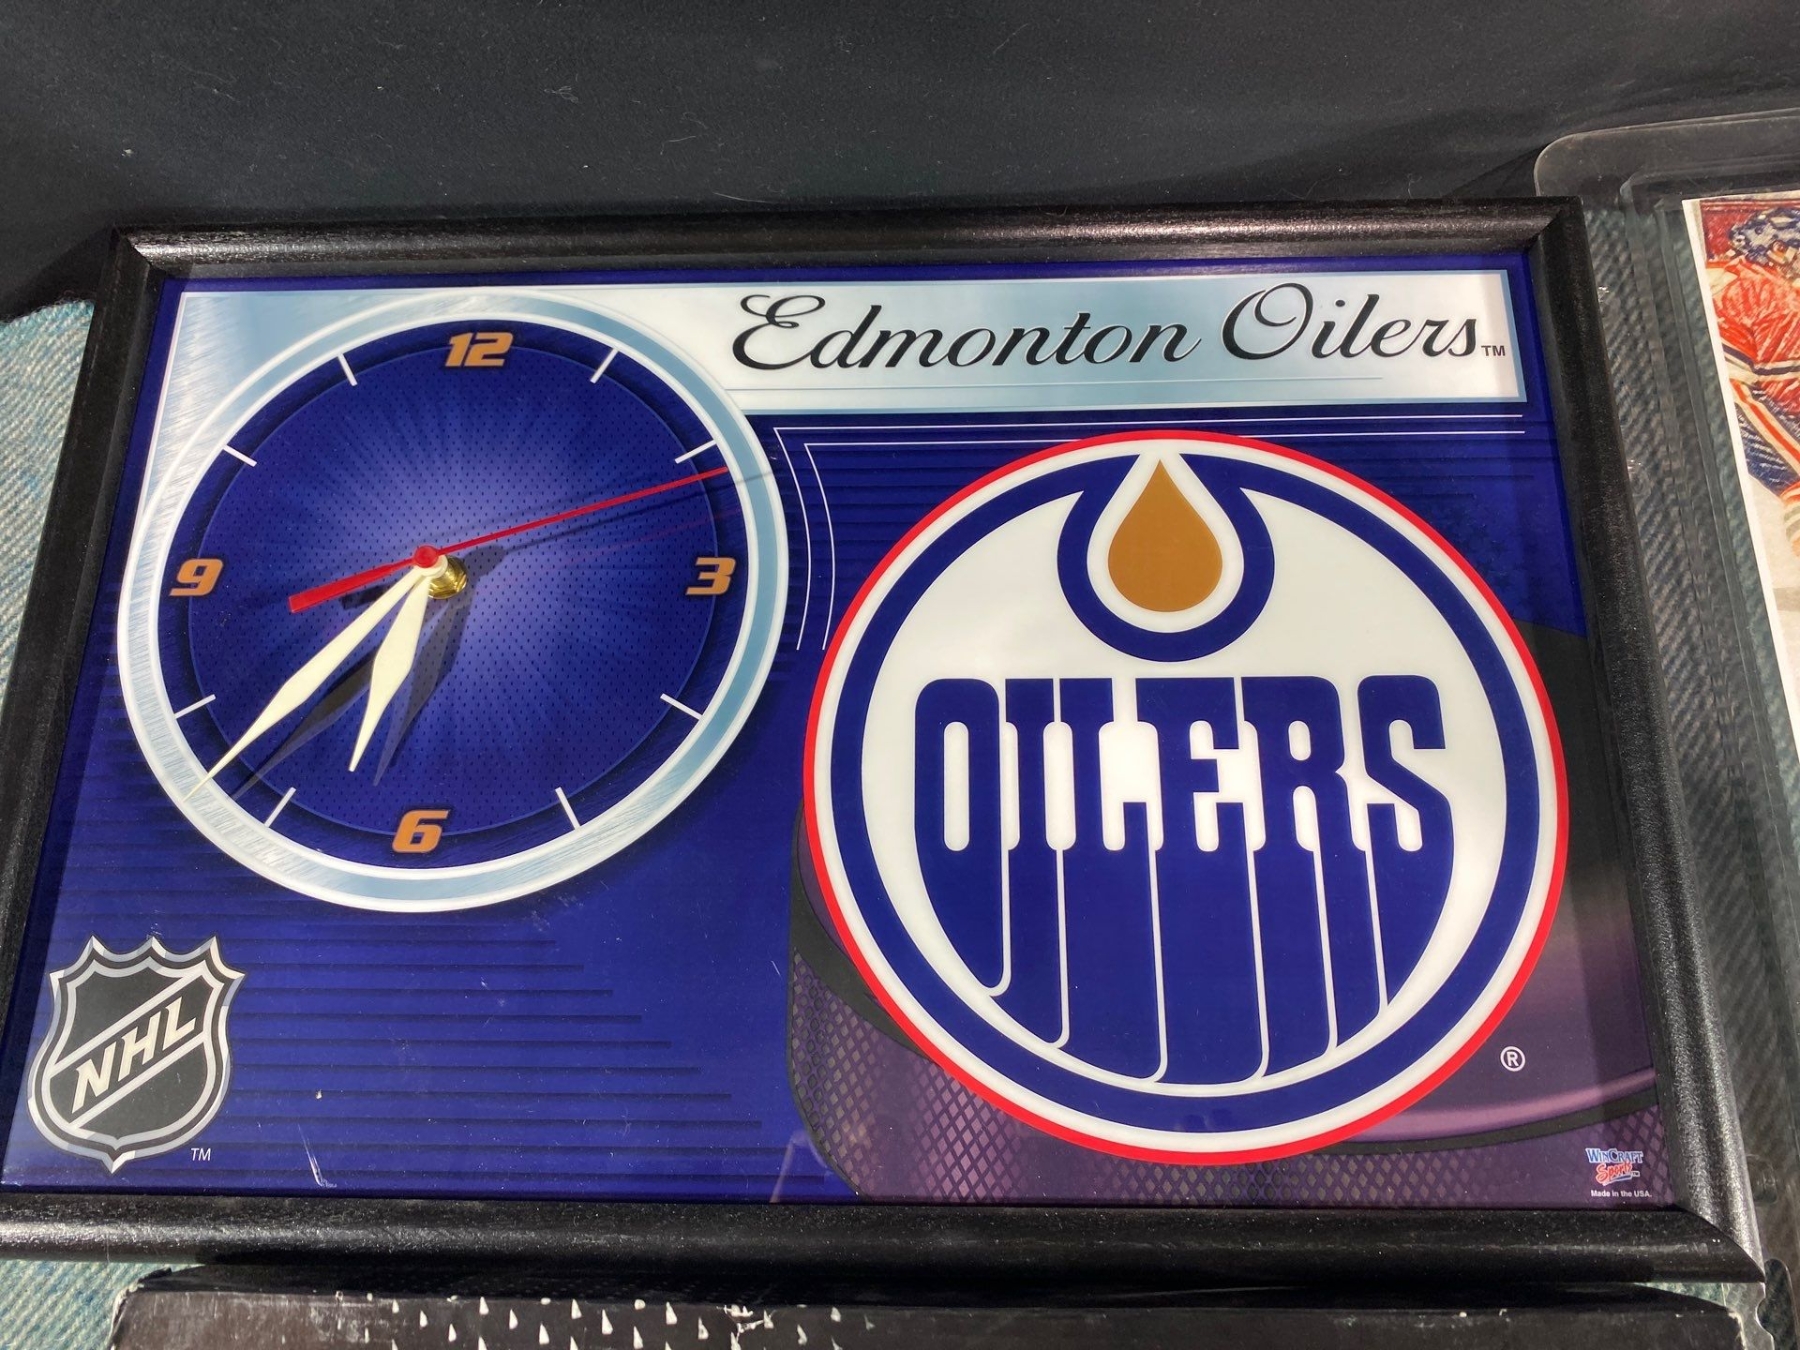 Edmonton Oilers™
12
9
3
6
OILERS
®
NHL
TM
WinCraft
Sports
Made in the USA.